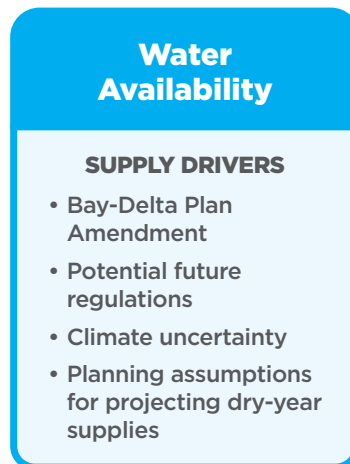 Water
Availability
SUPPLY DRIVERS
• Bay-Delta Plan
Amendment
• Potential future
regulations
• Climate uncertainty
• Planning assumptions
for projecting dry-year
supplies